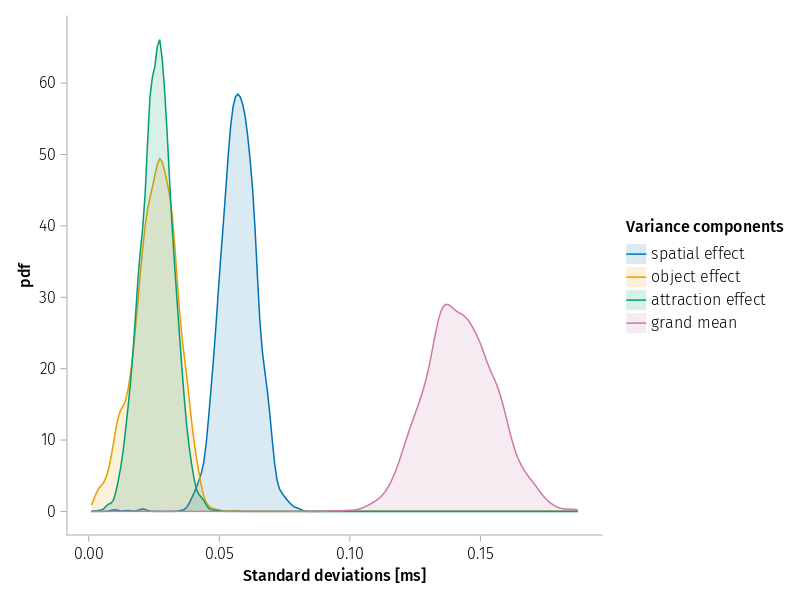 60
50
40
30
20
10
0
pdf
0.00 0.05 0.10 0.15
Standard deviations [ms]
Variance components
spatial effect
object effect
attraction effect
grand mean